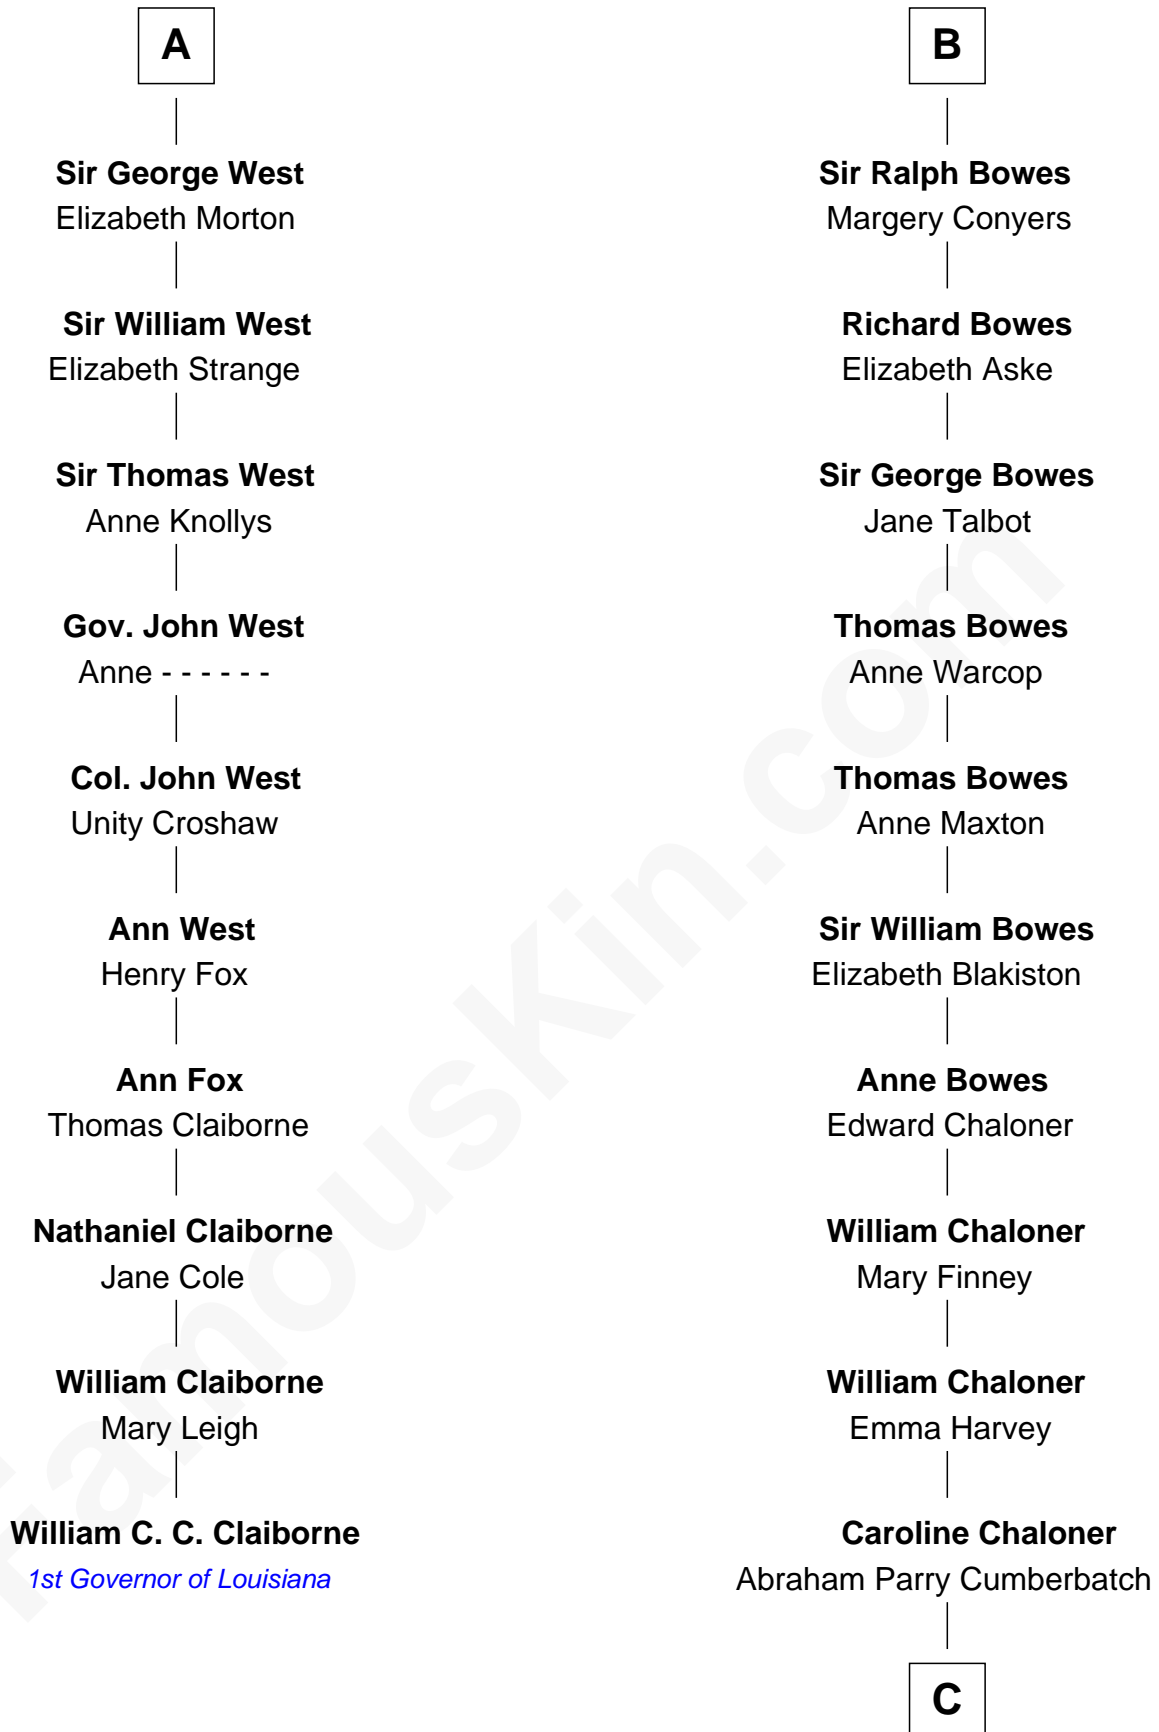 A
Sir George West
Elizabeth Morton
Sir William West
Elizabeth Strange
Sir Thomas West
Anne Knollys
Gov. John West
Anne - - - - - -
Col. John West
Unity Croshaw
Ann West
Henry Fox
Ann Fox
Thomas Claiborne
Nathaniel Claiborne
Jane Cole
William Claiborne
Mary Leigh
William C. C. Claiborne
1st Governor of Louisiana
B
Sir Ralph Bowes
Margery Conyers
Richard Bowes
Elizabeth Aske
Sir George Bowes
Jane Talbot
Thomas Bowes
Anne Warcop
Thomas Bowes
Anne Maxton
Sir William Bowes
Elizabeth Blakiston
Anne Bowes
Edward Chaloner
William Chaloner
Mary Finney
William Chaloner
Emma Harvey
Caroline Chaloner
Abraham Parry Cumberbatch
C
FamousKin.com